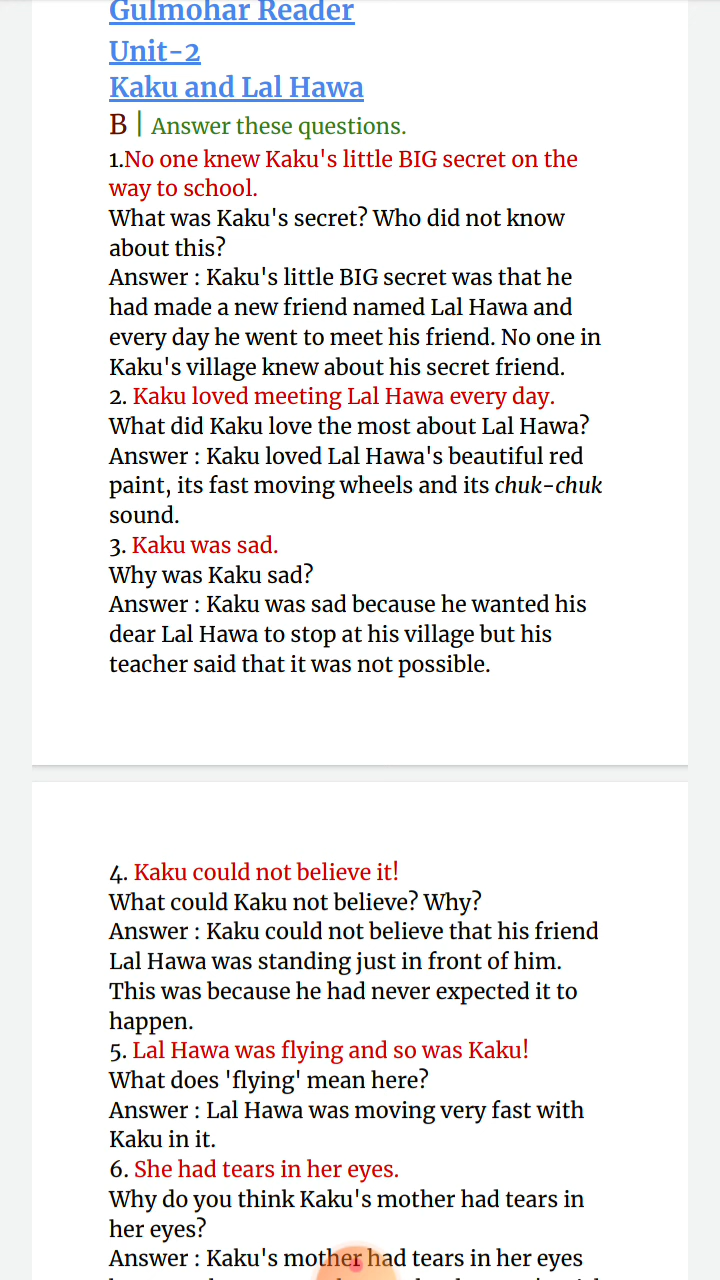 Gulmohar Reader
Unit-2
Kaku and Lal Hawa
B | Answer these questions.
1.No one knew Kaku's little BIG secret on the
way to school.
What was Kaku's secret? Who did not know
about this?
Answer : Kaku's little BIG secret was that he
had made a new friend named Lal Hawa and
every day he went to meet his friend. No one in
Kaku's village knew about his secret friend.
2. Kaku loved meeting Lal Hawa every day.
What did Kaku love the most about Lal Hawa?
Answer : Kaku loved Lal Hawa's beautiful red
paint, its fast moving wheels and its chuk-chuk
sound.
3. Kaku was sad.
Why was Kaku sad?
Answer : Kaku was sad because he wanted his
dear Lal Hawa to stop at his village but his
teacher said that it was not possible.
4. Kaku could not believe it!
What could Kaku not believe? Why?
Answer : Kaku could not believe that his friend
Lal Hawa was standing just in front of him.
This was because he had never expected it to
happen.
5. Lal Hawa was flying and so was Kaku!
What does 'flying' mean here?
Answer : Lal Hawa was moving very fast with
Kaku in it.
6. She had tears in her eyes.
Why do you think Kaku's mother had tears in
her eyes?
Answer : Kaku's mother had tears in her eyes